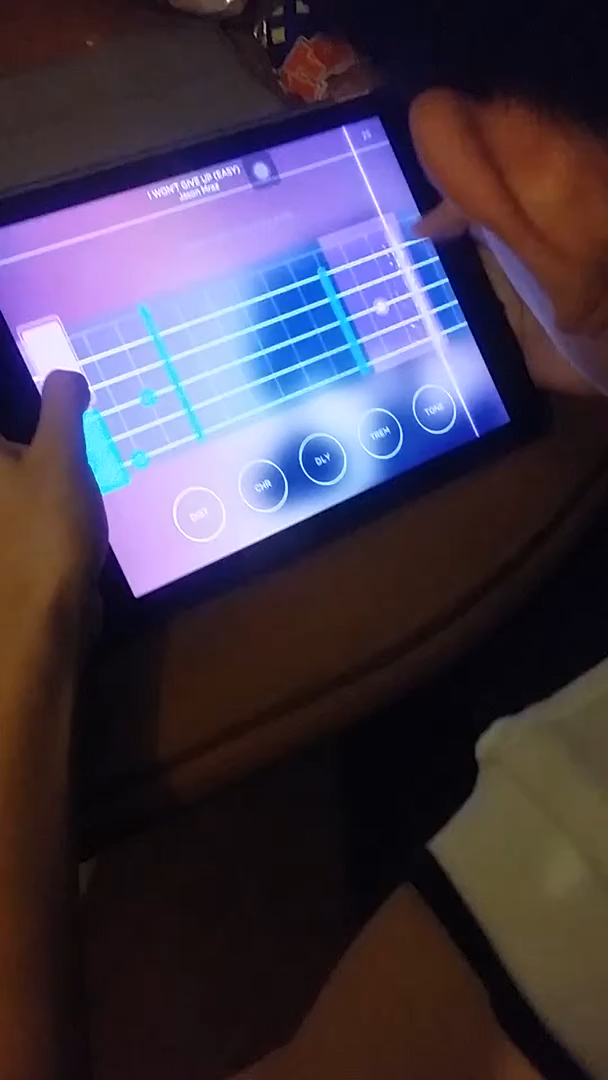 I WON'T GIVE UP (EASY)
Jason Mraz
DIST
CHR
DLY
TREM
TONE